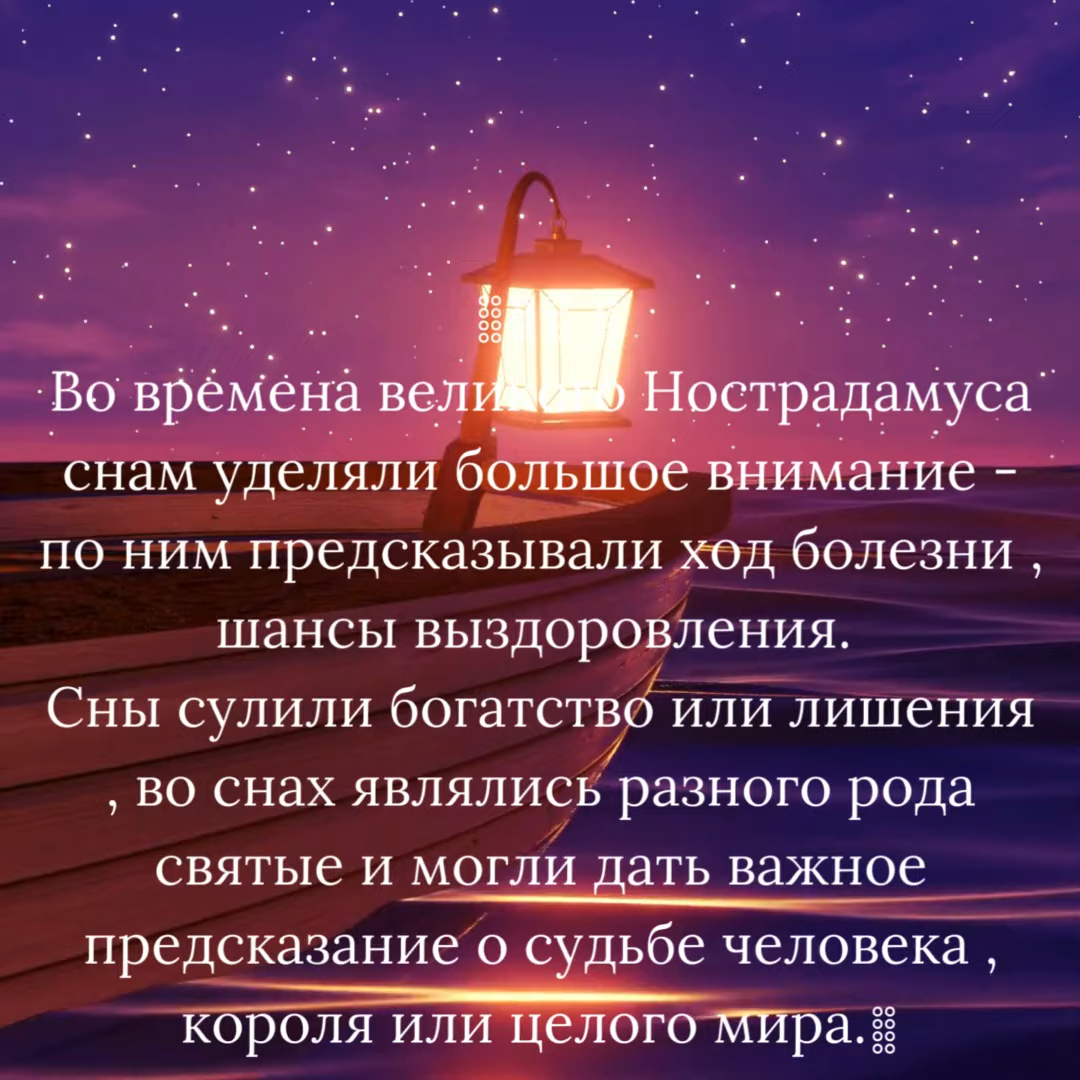 Во времена великого Нострадамуса
снам уделяли большое внимание -
по ним предсказывали ход болезни ,
шансы выздоровления.
Сны сулили богатство или лишения
, во снах являлись разного рода
святые и могли дать важное
предсказание о судьбе человека ,
короля или целого мира.